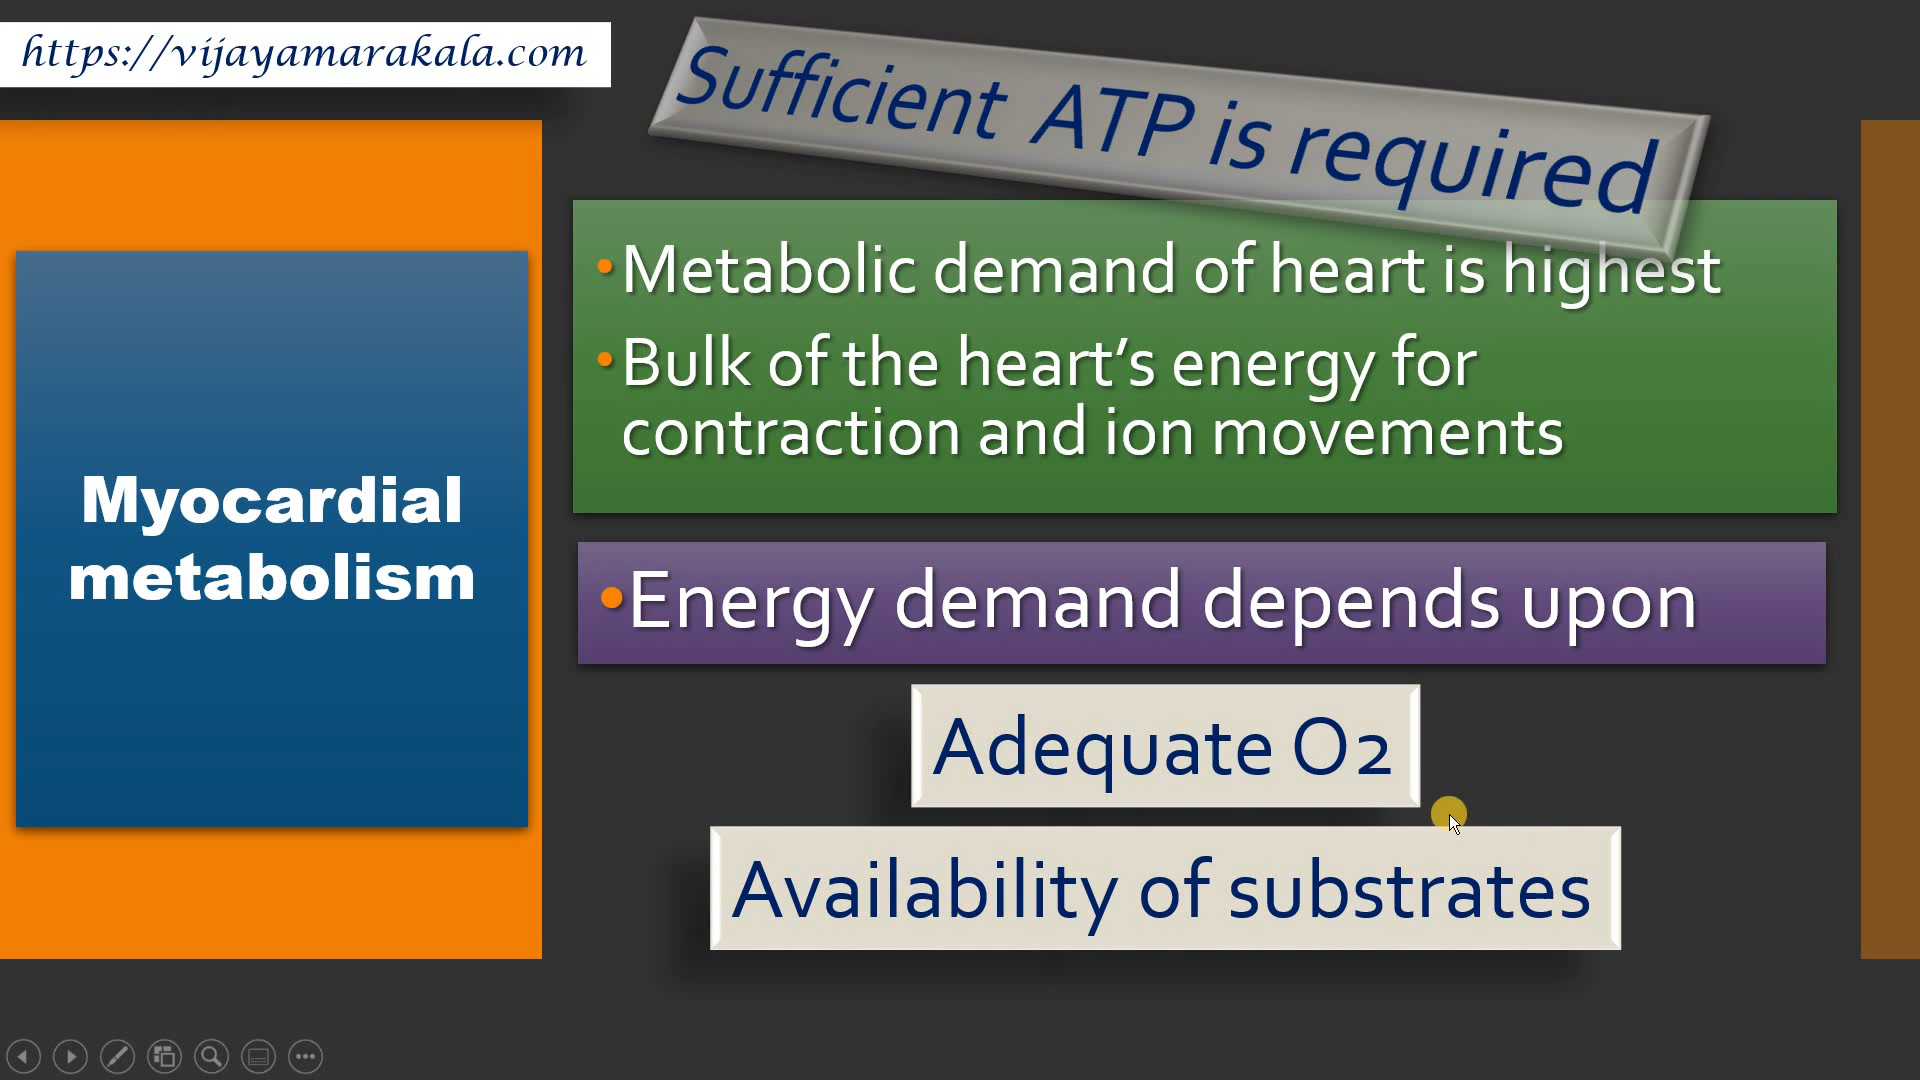 https://vijayamarakala.com
Sufficient ATP is required
Myocardial
metabolism
•Metabolic demand of heart is highest
•Bulk of the heart’s energy for
contraction and ion movements
•Energy demand depends upon
Adequate O2
Availability of substrates